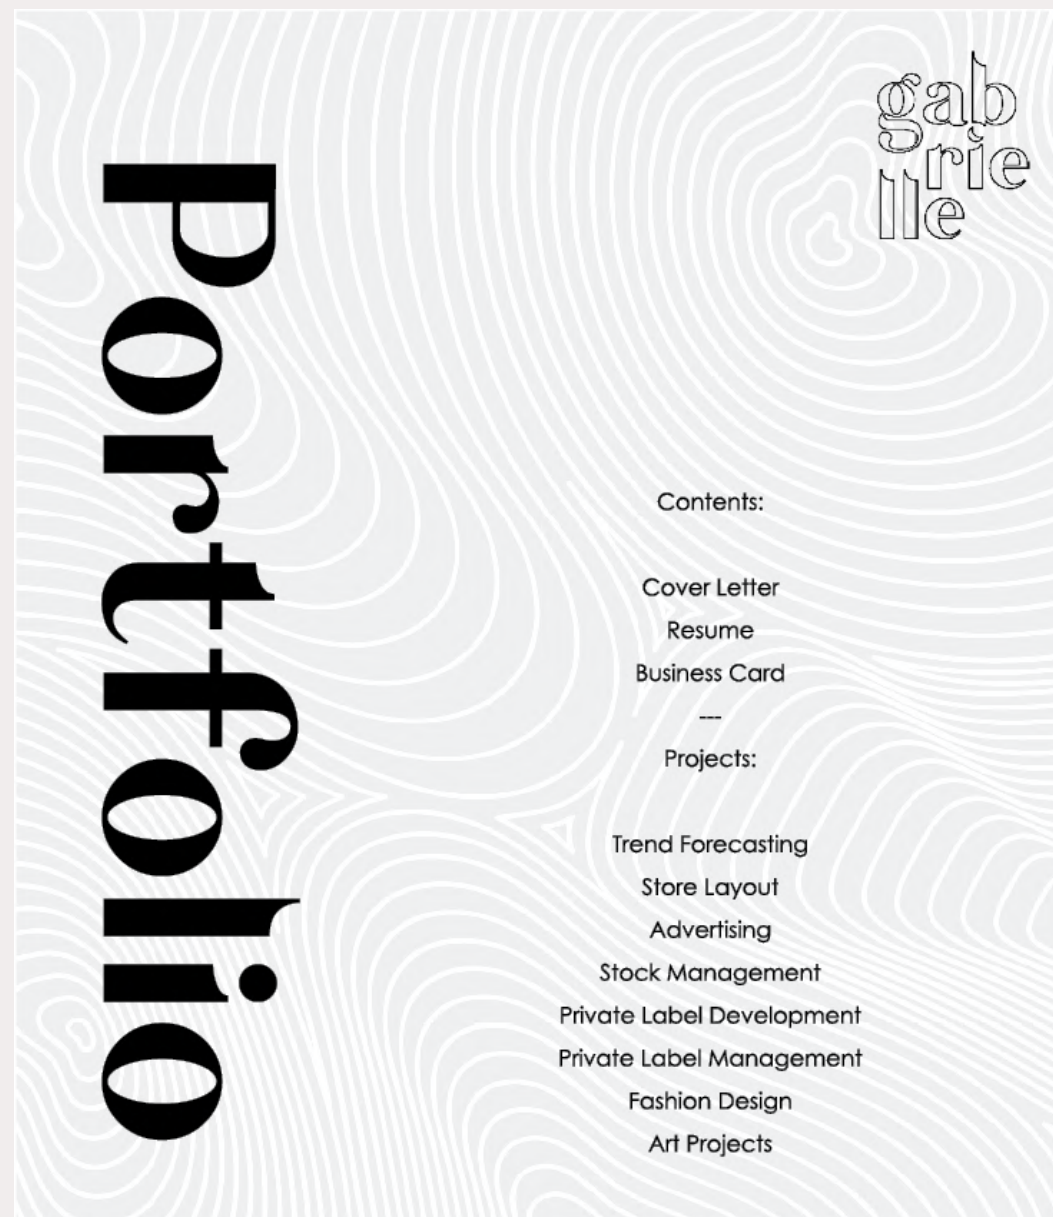 Portfolio
gab
rie
lle
Contents:
Cover Letter
Resume
Business Card
---
Projects:
Trend Forecasting
Store Layout
Advertising
Stock Management
Private Label Development
Private Label Management
Fashion Design
Art Projects